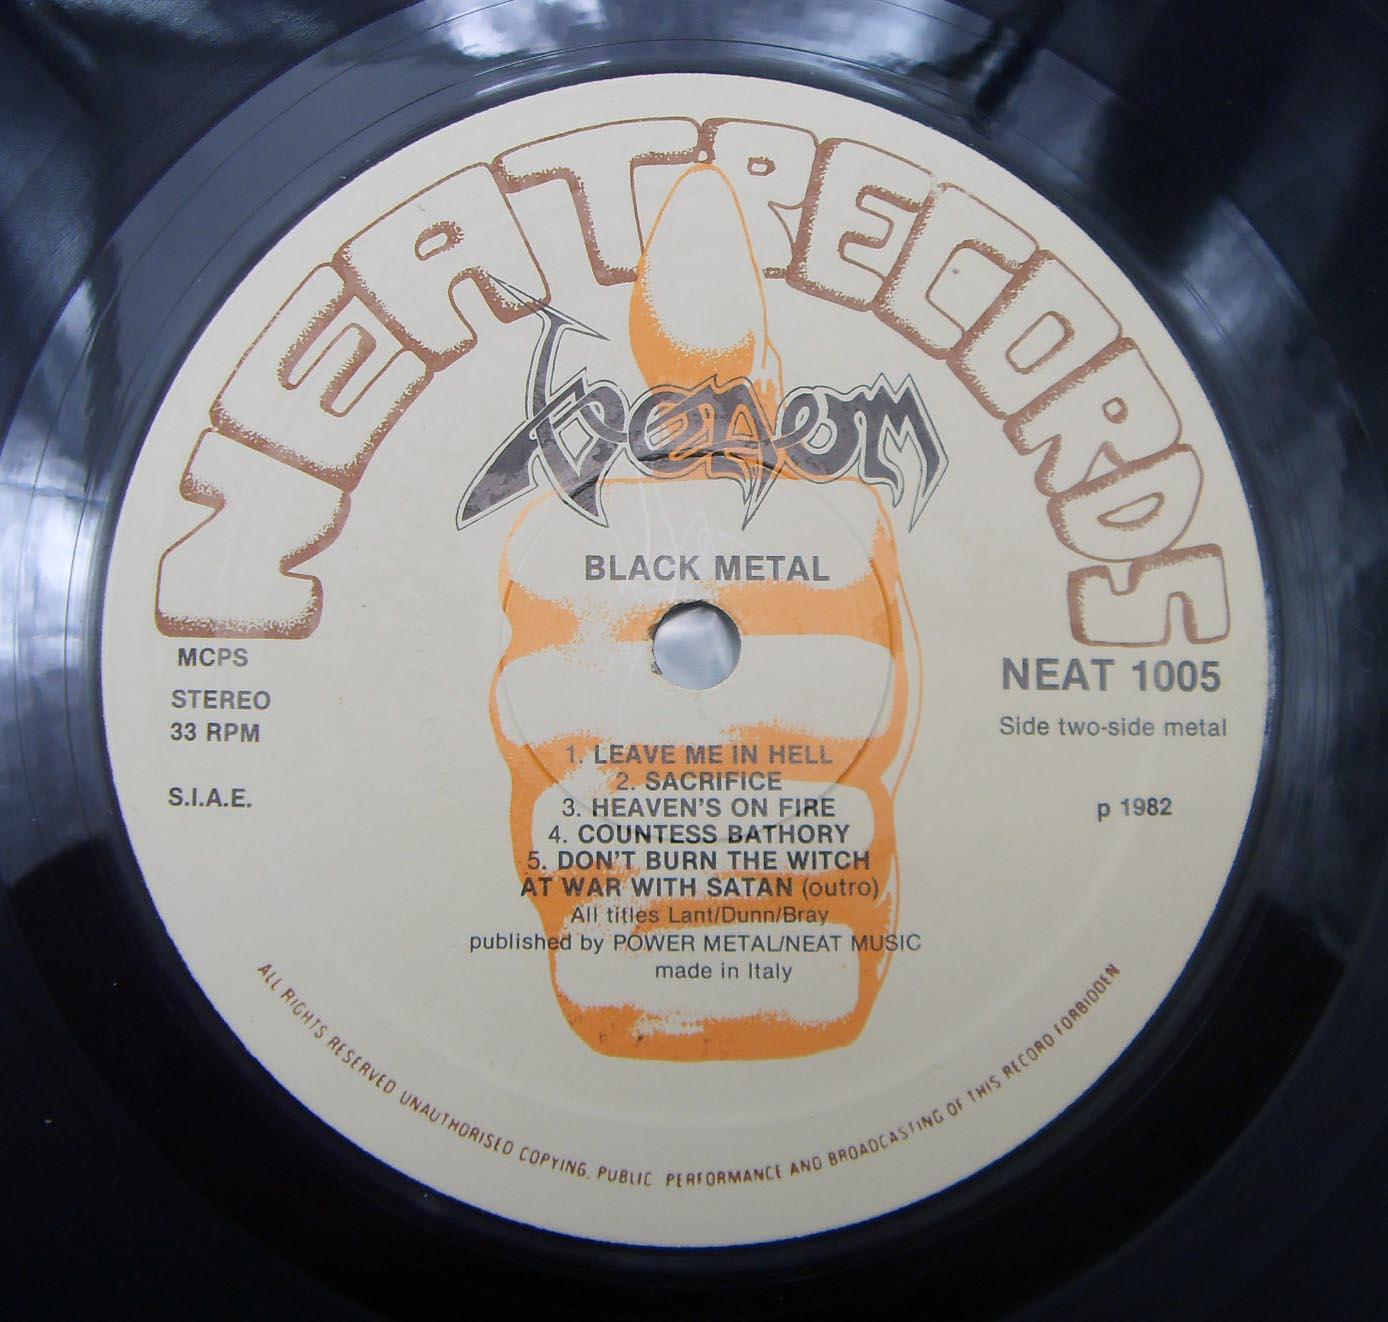 NEAT RECORDS
Venom
BLACK METAL
MCPS
STEREO
33 RPM
S.I.A.E.
NEAT 1005
Side two-side metal
p 1982
1. LEAVE ME IN HELL
2. SACRIFICE
3. HEAVEN'S ON FIRE
4. COUNTESS BATHORY
5. DON'T BURN THE WITCH
AT WAR WITH SATAN (outro)
All titles Lant/Dunn/Bray
published by POWER METAL/NEAT MUSIC
made in Italy
ALL RIGHTS RESERVED UNAUTHORISED COPYING. PUBLIC PERFORMANCE AND BROADCASTING OF THIS RECORD FORBIDDEN